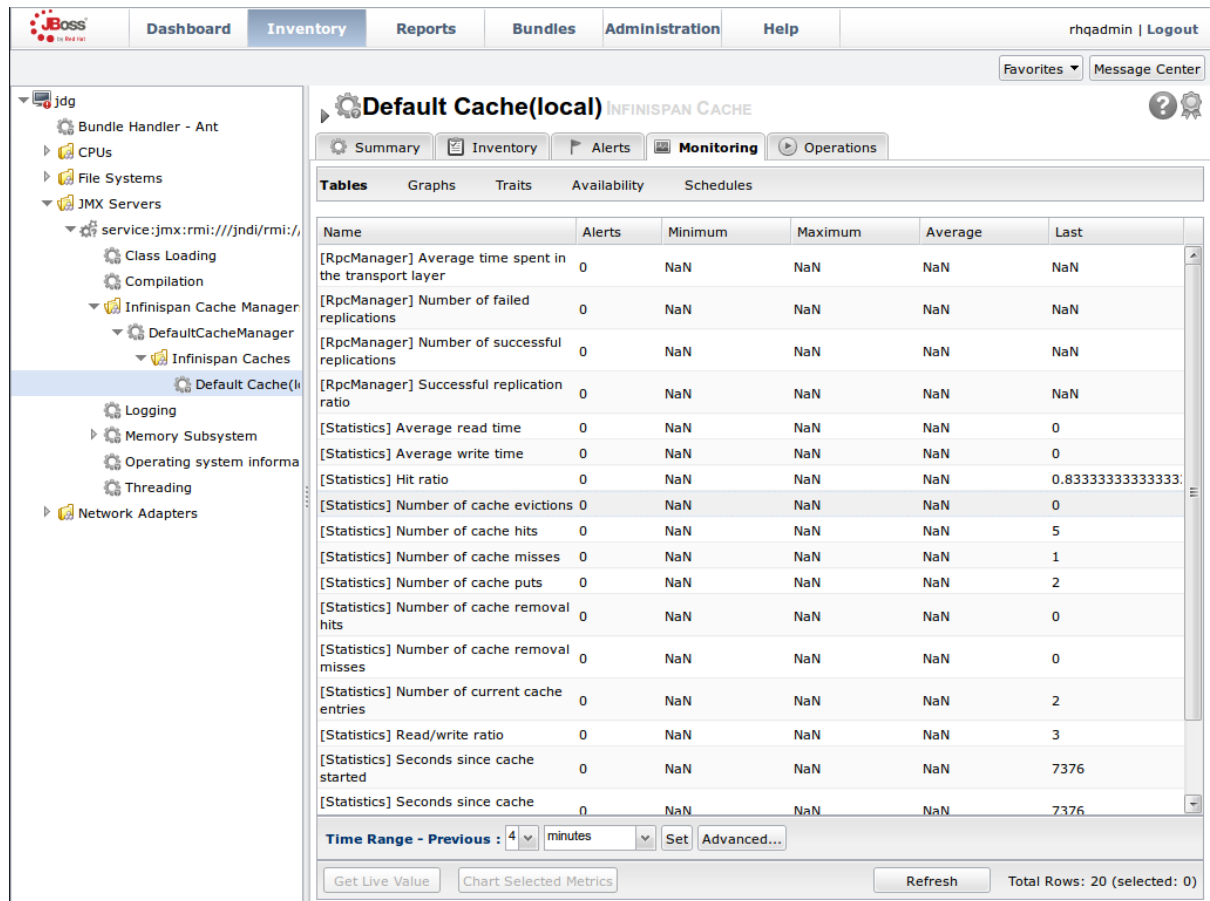 JBoss
by Red Hat
Dashboard Inventory Reports Bundles Administration Help rhqadmin | Logout
Favorites Message Center
jdg
Bundle Handler - Ant
CPUs
File Systems
JMX Servers
service:jmx:rmi:///jndi/rmi:/
Class Loading
Compilation
Infinispan Cache Manager
DefaultCacheManager
Infinispan Caches
Default Cache(l
Logging
Memory Subsystem
Operating system informa
Threading
Network Adapters
Default Cache(local) INFINISPAN CACHE
Summary Inventory Alerts Monitoring Operations
Tables Graphs Traits Availability Schedules
Name Alerts Minimum Maximum Average Last
[RpcManager] Average time spent in
the transport layer 0 NaN NaN NaN NaN
[RpcManager] Number of failed
replications 0 NaN NaN NaN NaN
[RpcManager] Number of successful
replications 0 NaN NaN NaN NaN
[RpcManager] Successful replication
ratio 0 NaN NaN NaN NaN
[Statistics] Average read time 0 NaN NaN NaN 0
[Statistics] Average write time 0 NaN NaN NaN 0
[Statistics] Hit ratio 0 NaN NaN NaN 0.83333333333333
[Statistics] Number of cache evictions 0 NaN NaN NaN 0
[Statistics] Number of cache hits 0 NaN NaN NaN 5
[Statistics] Number of cache misses 0 NaN NaN NaN 1
[Statistics] Number of cache puts 0 NaN NaN NaN 2
[Statistics] Number of cache removal
hits 0 NaN NaN NaN 0
[Statistics] Number of cache removal
misses 0 NaN NaN NaN 0
[Statistics] Number of current cache
entries 0 NaN NaN NaN 2
[Statistics] Read/write ratio 0 NaN NaN NaN 3
[Statistics] Seconds since cache
started 0 NaN NaN NaN 7376
[Statistics] Seconds since cache
0 NaN NaN NaN 7376
Time Range - Previous : 4 minutes Set Advanced...
Get Live Value Chart Selected Metrics Refresh Total Rows: 20 (selected: 0)